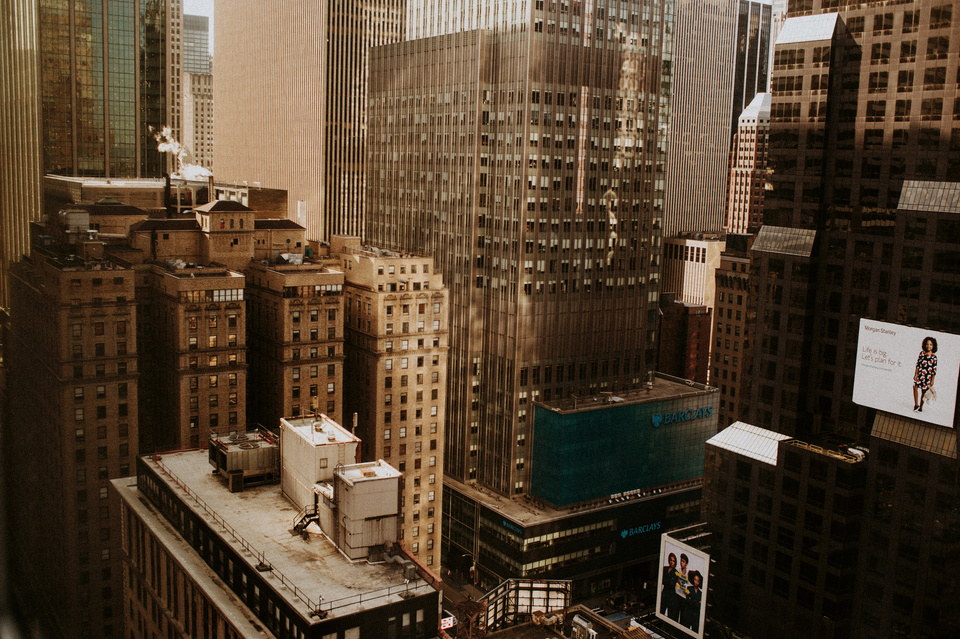 BARCLAYS
BARCLAYS
Morgan Stanley
Life is big.
Let's plan for it.